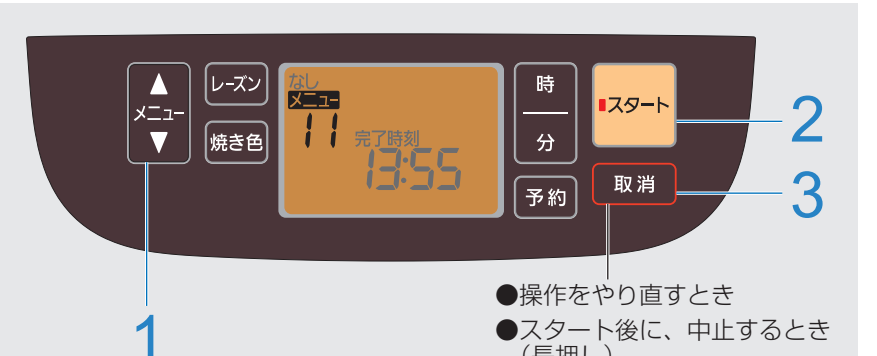 ▲
メニュー
▼
レーズン
焼き色
なし
メニュー
11
完了時刻
13:55
時
分
予約
スタート
取消
1
2
3
●操作をやり直すとき
●スタート後に、中止するとき
（長押し）